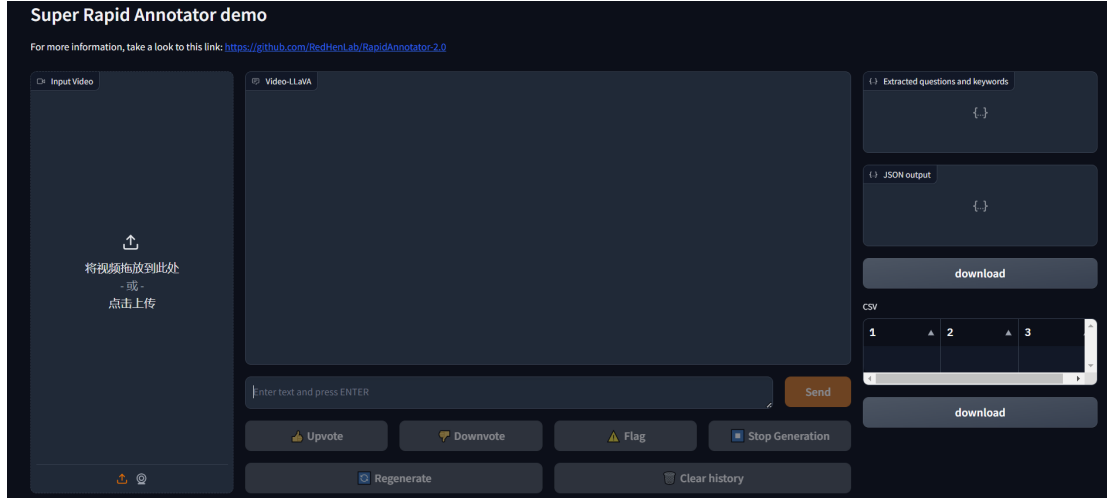 Super Rapid Annotator demo
For more information, take a look to this link: https://github.com/RedHenLab/RapidAnnotator-2.0
Input Video
将视频拖放到此处
- 或 -
点击上传
Video-LLaVA
Enter text and press ENTER
Send
Upvote
Downvote
Flag
Stop Generation
Regenerate
Clear history
Extracted questions and keywords
{..}
JSON output
{..}
download
CSV
1 2 3
download